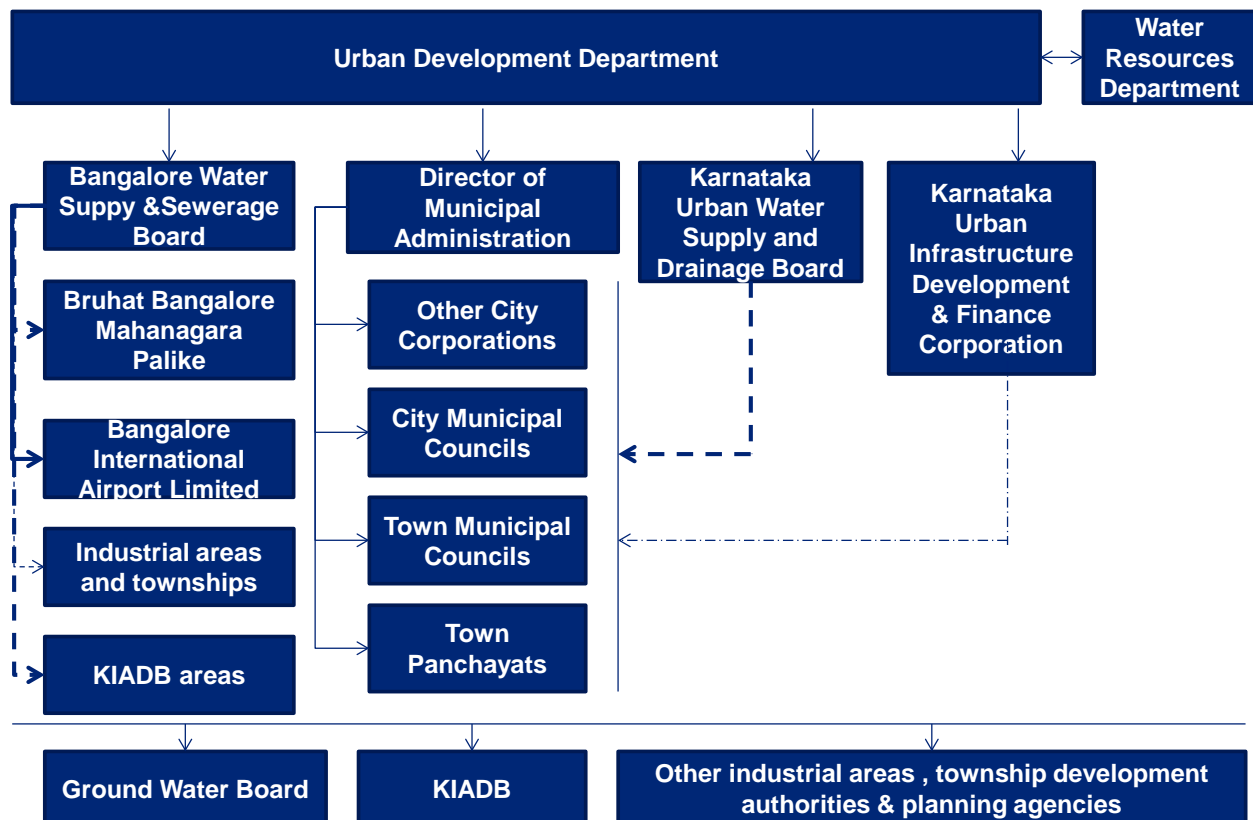 Urban Development Department
Water
Resources
Department
Bangalore Water
Suppy &Sewerage
Board
Director of
Municipal
Administration
Karnataka
Urban Water
Supply and
Drainage Board
Karnataka
Urban
Infrastructure
Development
& Finance
Corporation
Bruhat Bangalore
Mahanagara
Palike
Other City
Corporations
Bangalore
International
Airport Limited
City Municipal
Councils
Industrial areas
and townships
Town Municipal
Councils
KIADB areas
Town
Panchayats
Ground Water Board
KIADB
Other industrial areas , township development
authorities & planning agencies